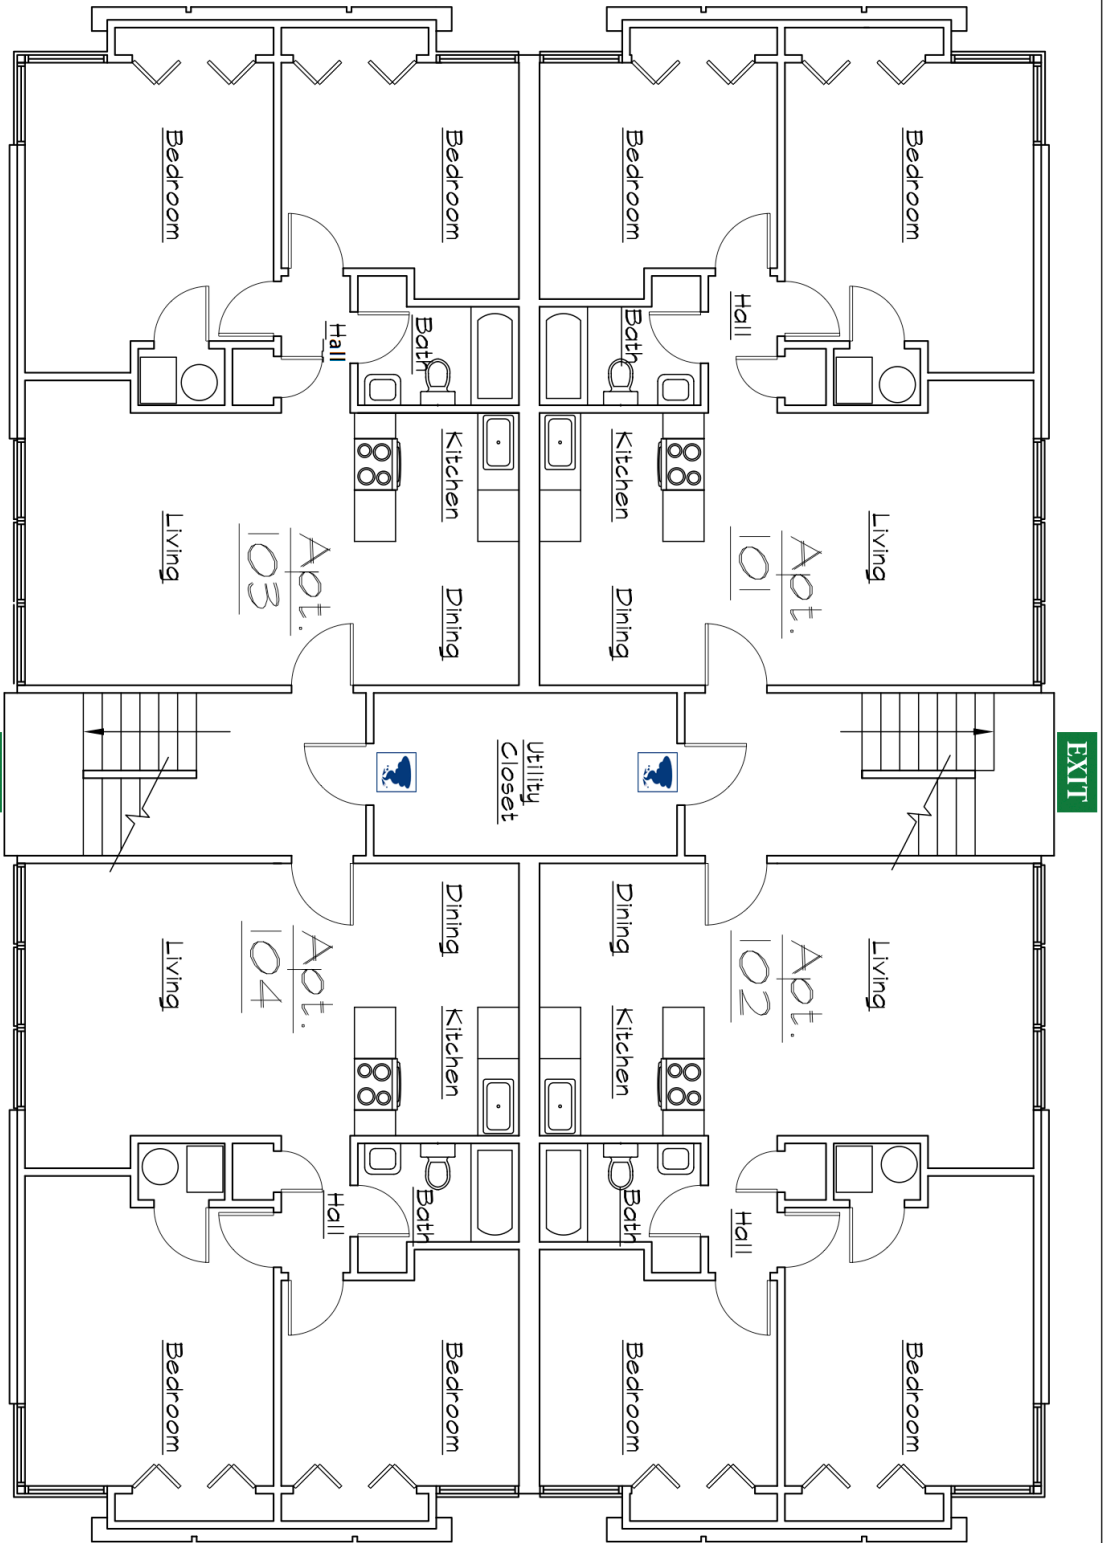 EXIT
Bedroom
Living
Living
Bedroom
Apt.
101
Apt.
102
Hall
Hall
Bedroom
Bath
Kitchen
Dining
Dining
Kitchen
Bath
Bedroom
Utility
Closet
Bedroom
Bath
Kitchen
Dining
Dining
Kitchen
Bath
Bedroom
Hall
Hall
Apt.
103
Apt.
104
Bedroom
Living
Living
Bedroom